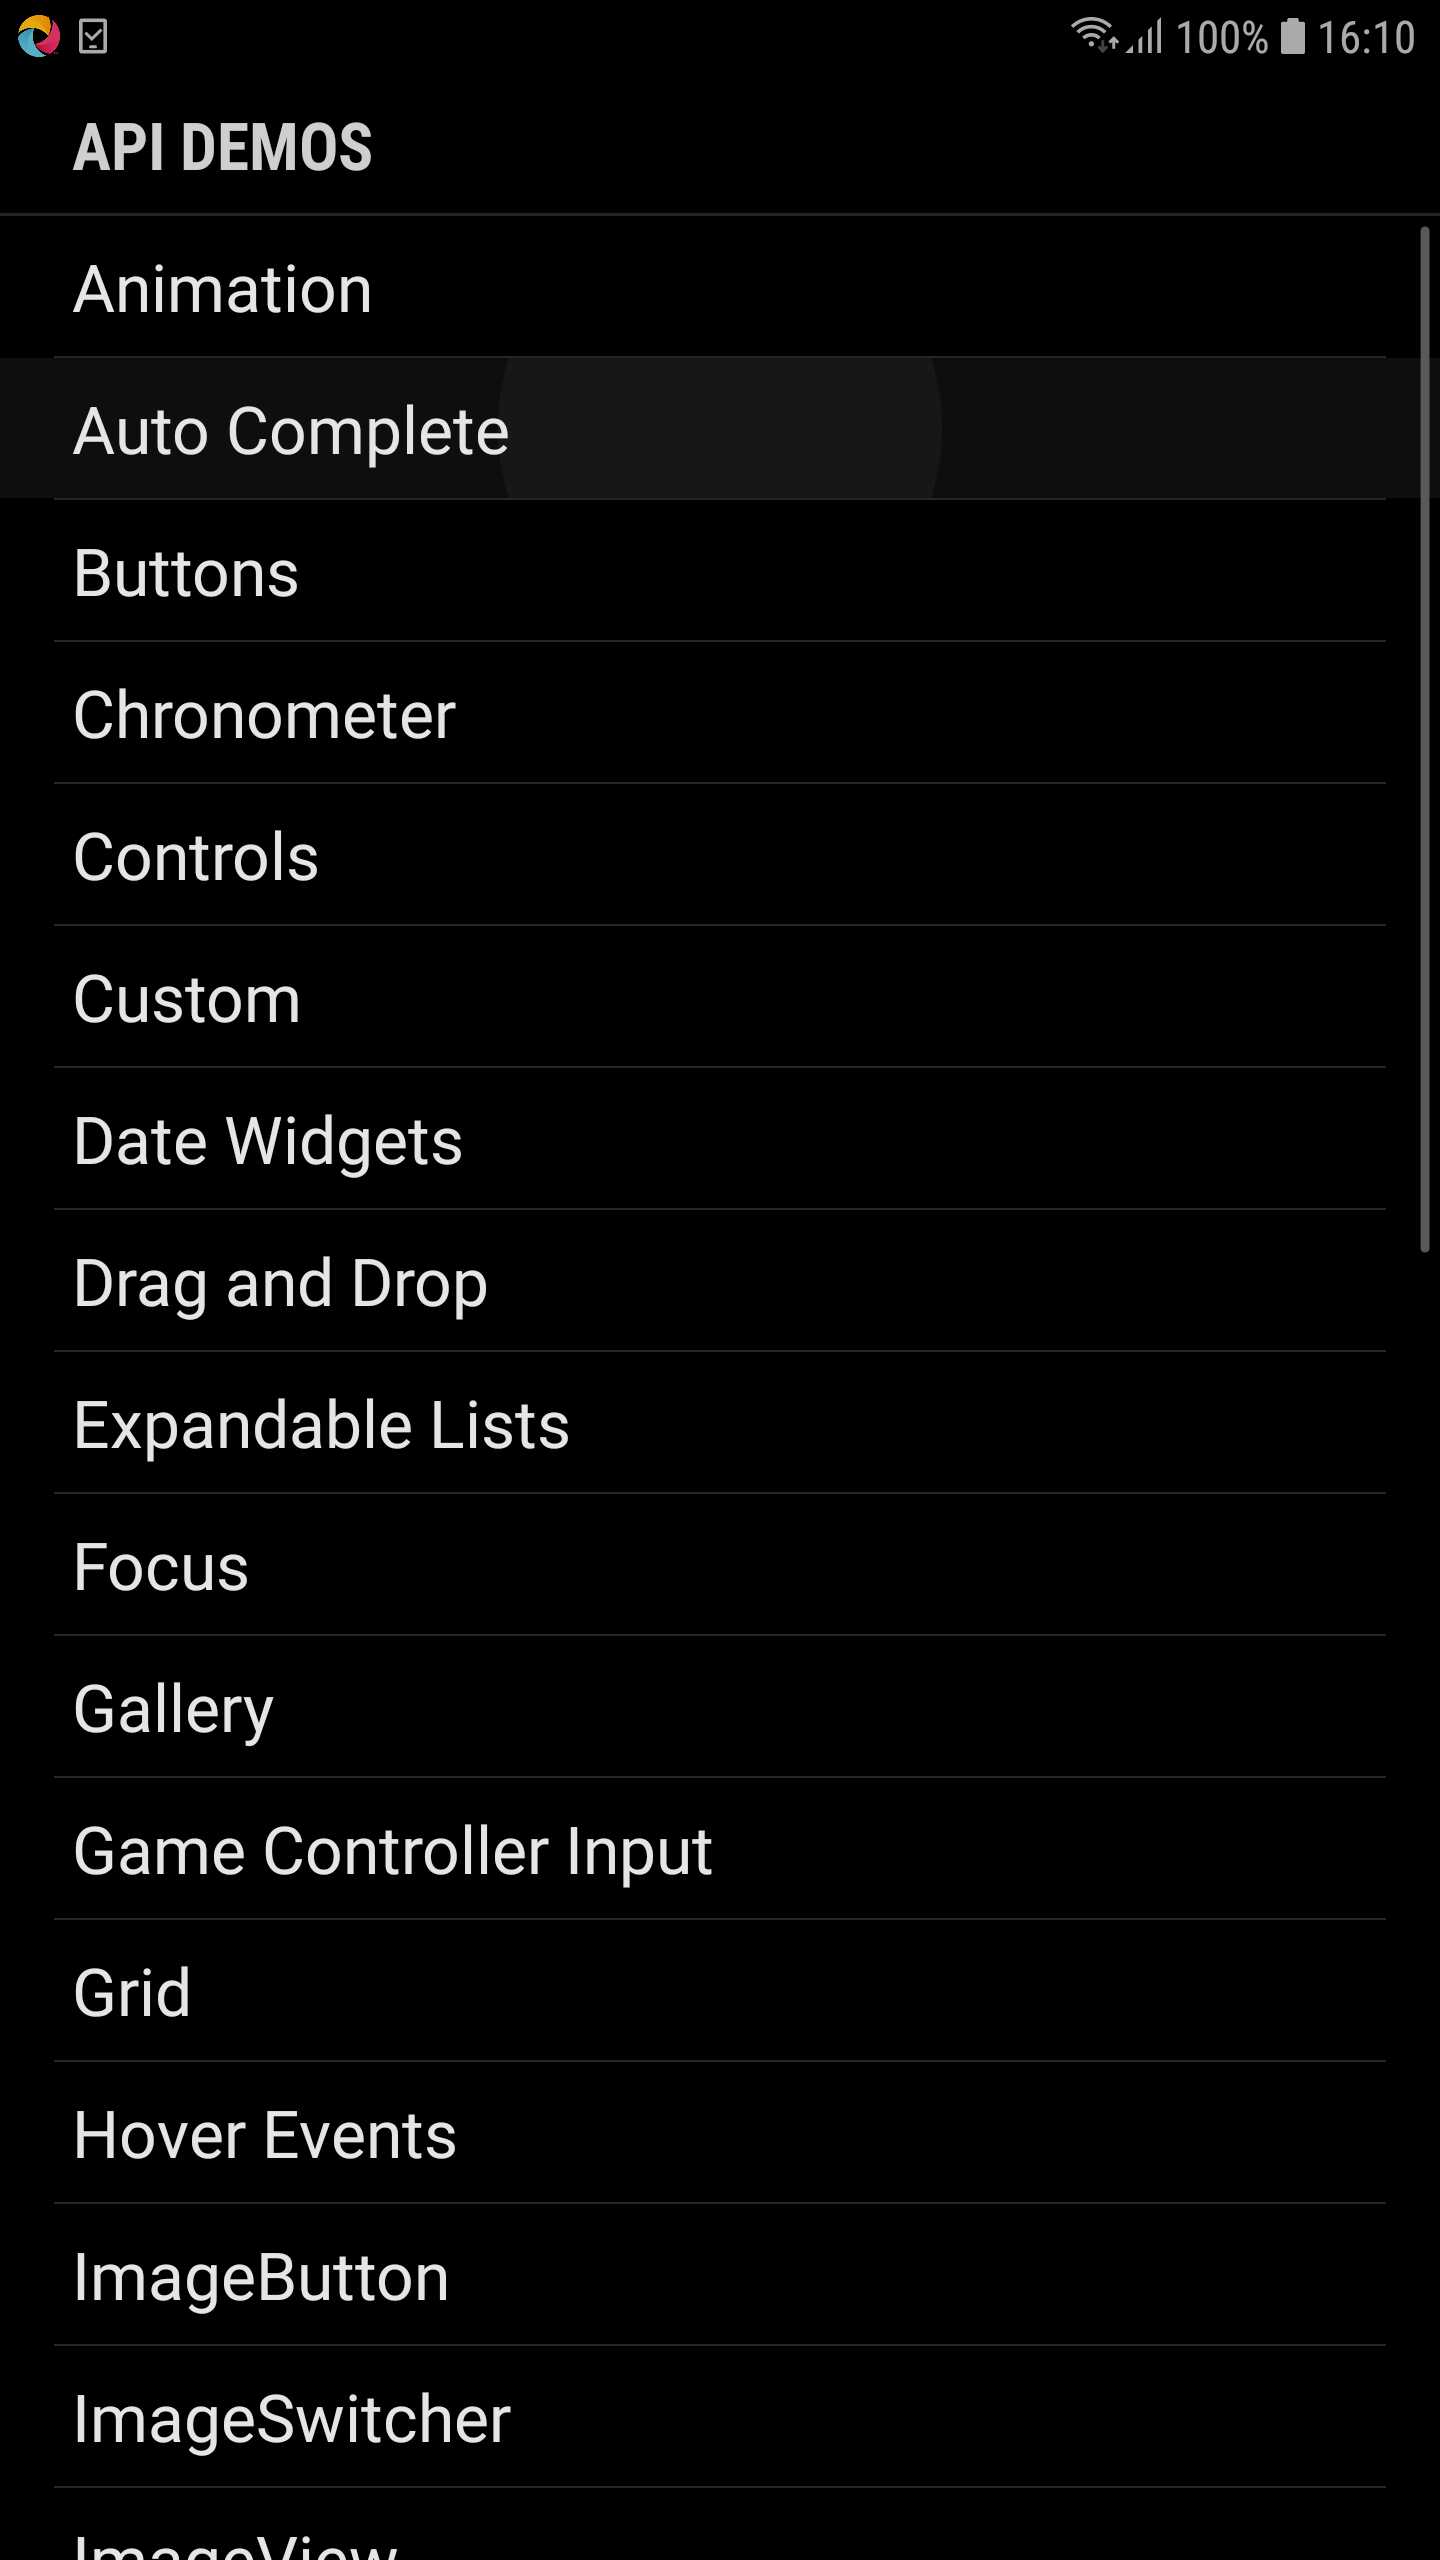 100% 16:10
API DEMOS
Animation
Auto Complete
Buttons
Chronometer
Controls
Custom
Date Widgets
Drag and Drop
Expandable Lists
Focus
Gallery
Game Controller Input
Grid
Hover Events
ImageButton
ImageSwitcher
ImageView